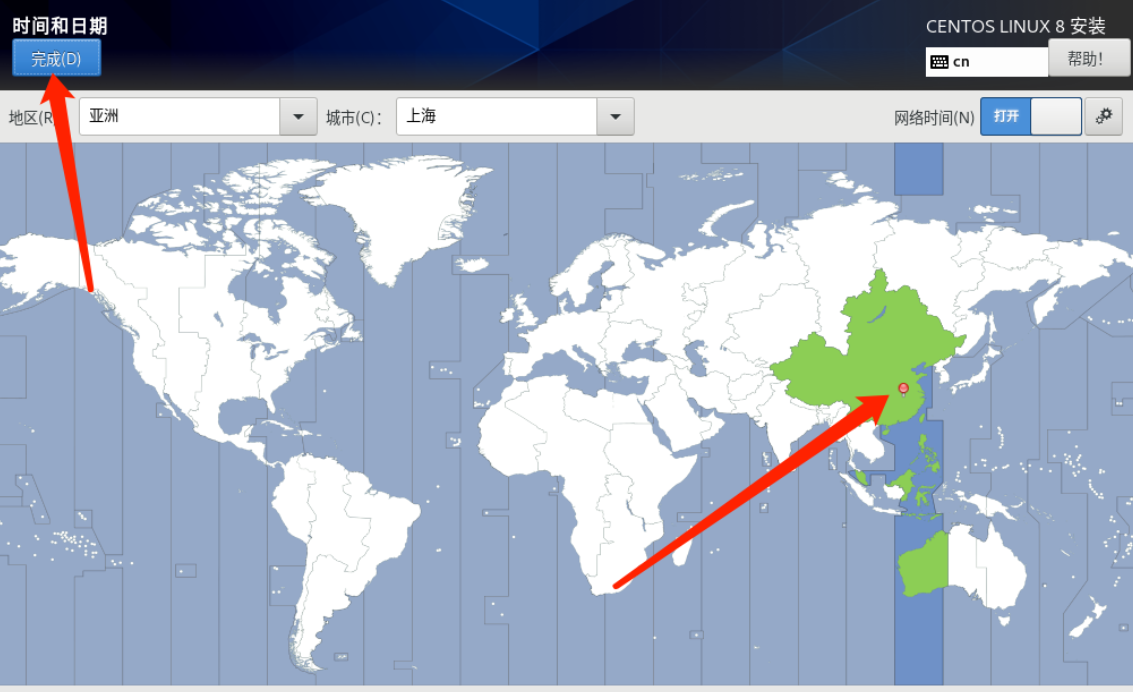 时间和日期
CENTOS LINUX 8 安装
完成(D)
cn
帮助!
地区(R
亚洲
城市(C):
上海
网络时间(N)
打开